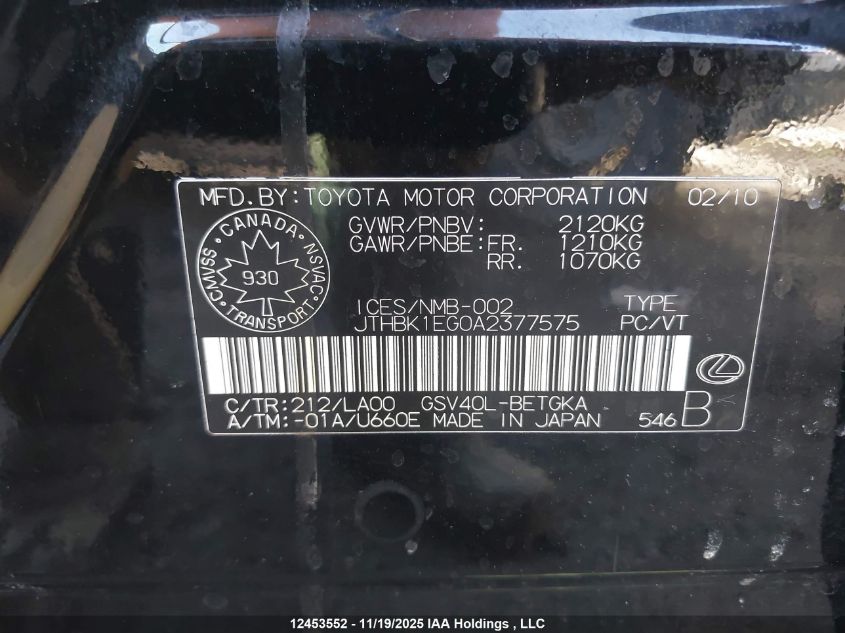 MFD.BY:TOYOTA MOTOR CORPORATION 02/10
GVWR/PNBV: 2120KG
GAWR/PNBE:FR. 1210KG
RR. 1070KG
CANADA
CMVSS NSVAC
930
TRANSPORT
ICES/NMB-002 TYPE
JTHBK1EG0A2377575 PC/VT
C/TR:212/LA00 GSV40L-BETGKA
A/TM:-01A/U660E MADE IN JAPAN 546 B
12453552 - 11/19/2025 IAA Holdings , LLC